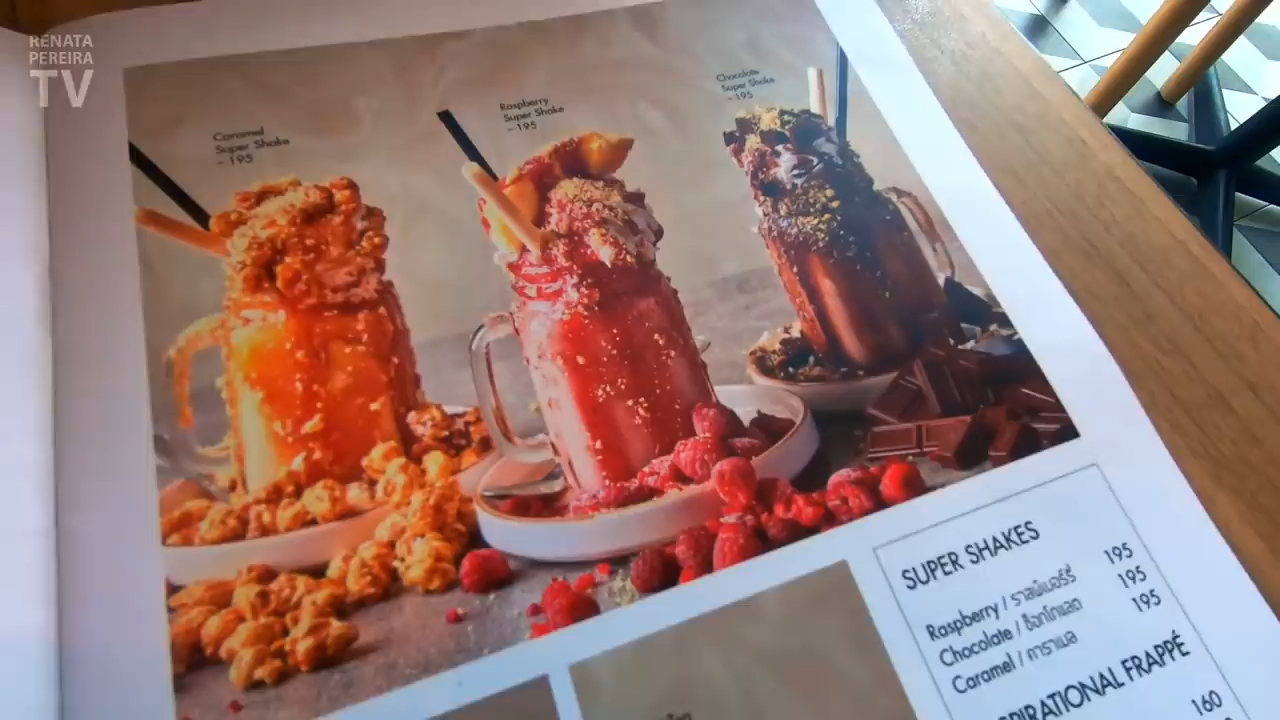 RENATA
PEREIRA
TV
Caramel
Super Shake
- 195
Raspberry
Super Shake
- 195
Chocolate
Super Shake
- 195
SUPER SHAKES
Raspberry / ราสพ์เบอร์รี่ 195
Chocolate / ช็อกโกแลต 195
Caramel / คาราเมล 195
SPIRATIONAL FRAPPÉ
160